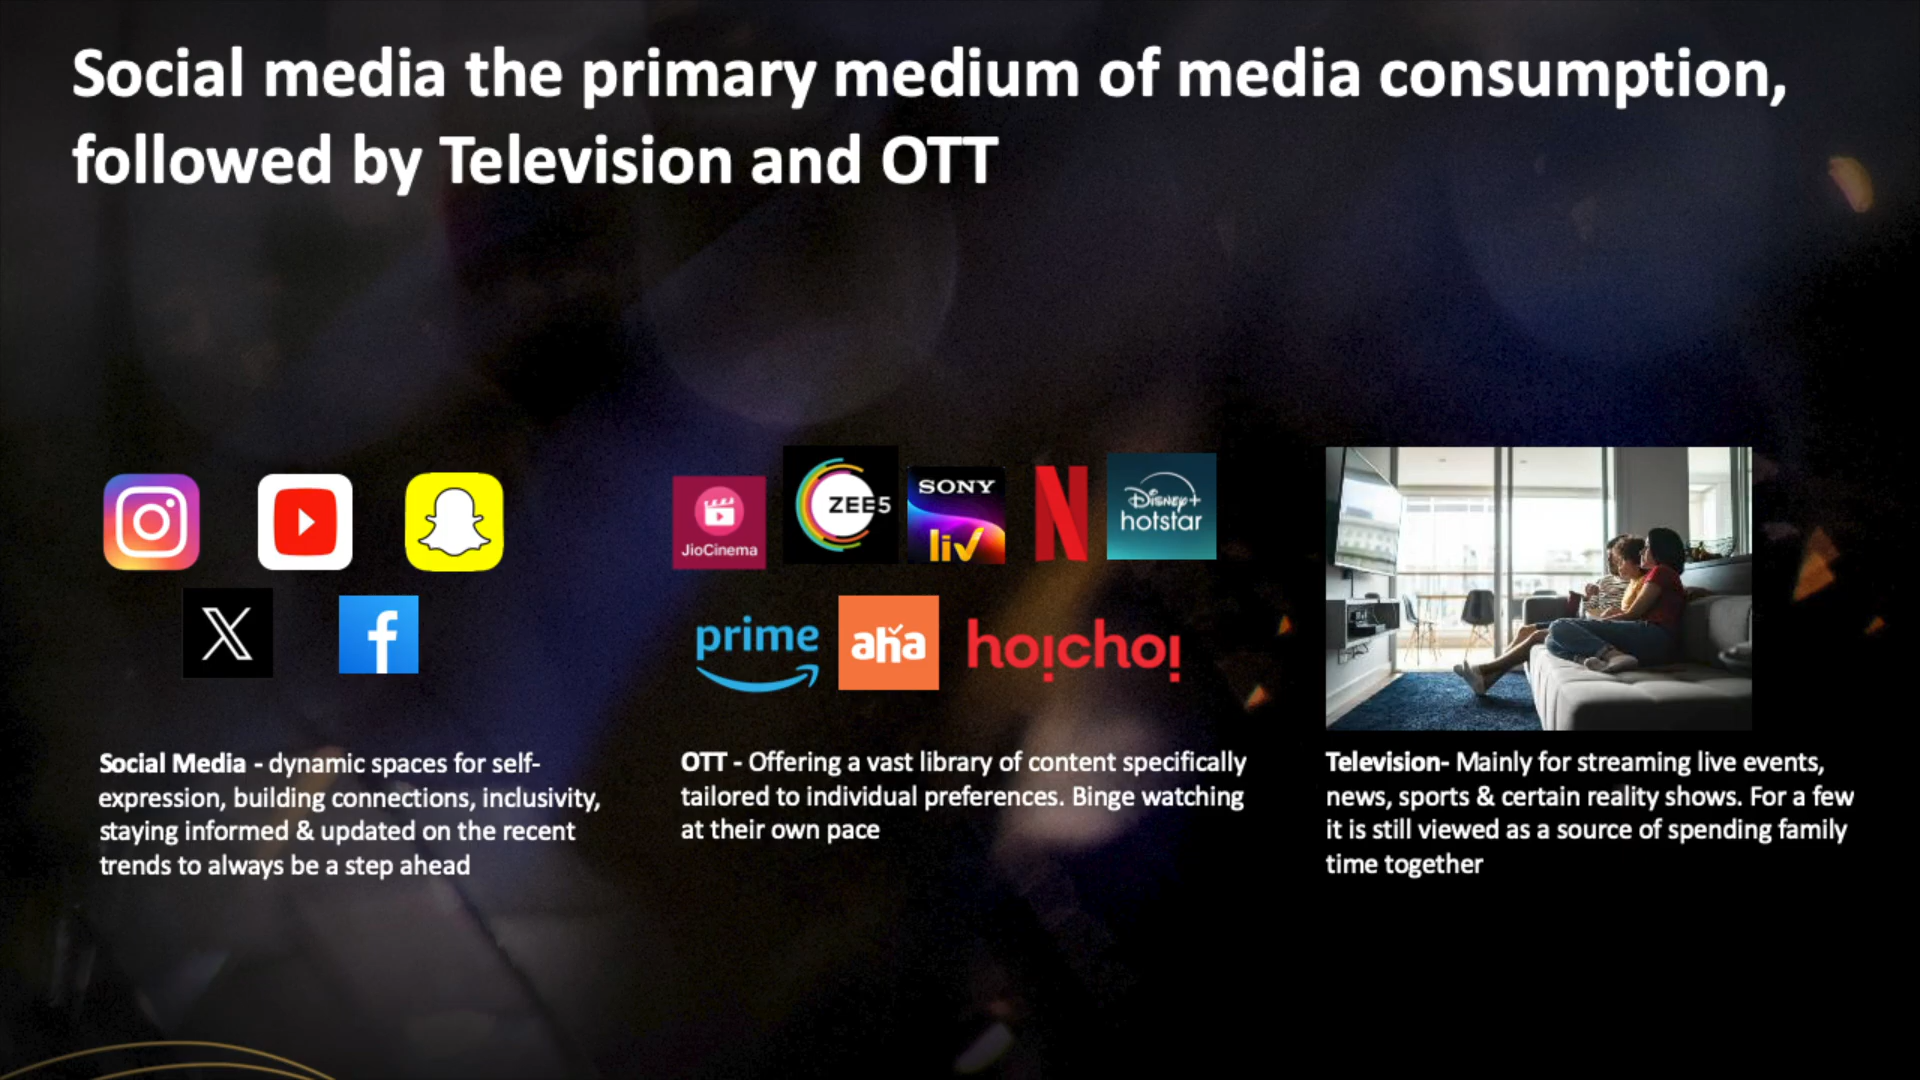 Social media the primary medium of media consumption,
followed by Television and OTT
JioCinema
ZEE5
SONY
liv
N
Disney+
hotstar
prime
aha
hoichoi
Social Media - dynamic spaces for self-
expression, building connections, inclusivity,
staying informed & updated on the recent
trends to always be a step ahead
OTT - Offering a vast library of content specifically
tailored to individual preferences. Binge watching
at their own pace
Television- Mainly for streaming live events,
news, sports & certain reality shows. For a few
it is still viewed as a source of spending family
time together